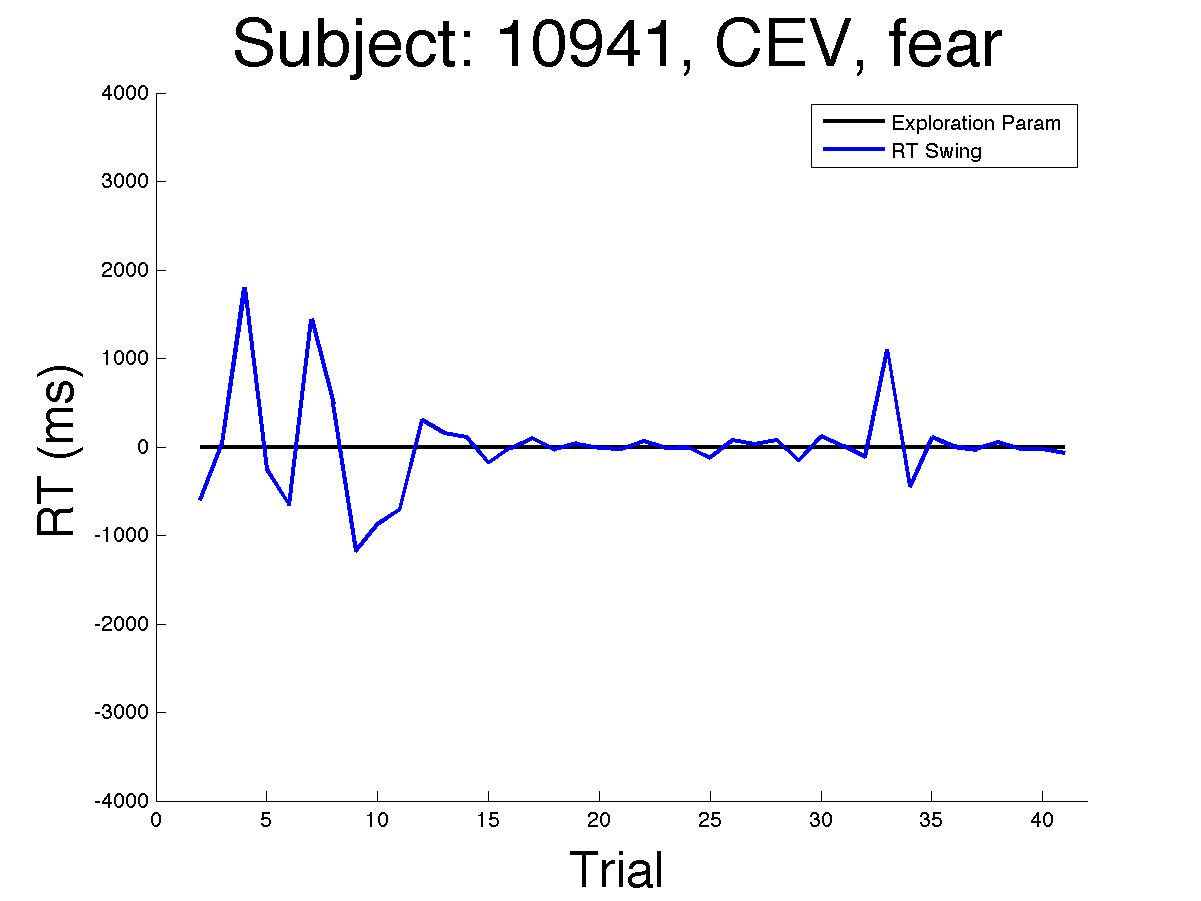 Subject: 10941, CEV, fear
Exploration Param
RT Swing
4000
3000
2000
1000
0
-1000
-2000
-3000
-4000
RT (ms)
0 5 10 15 20 25 30 35 40
Trial